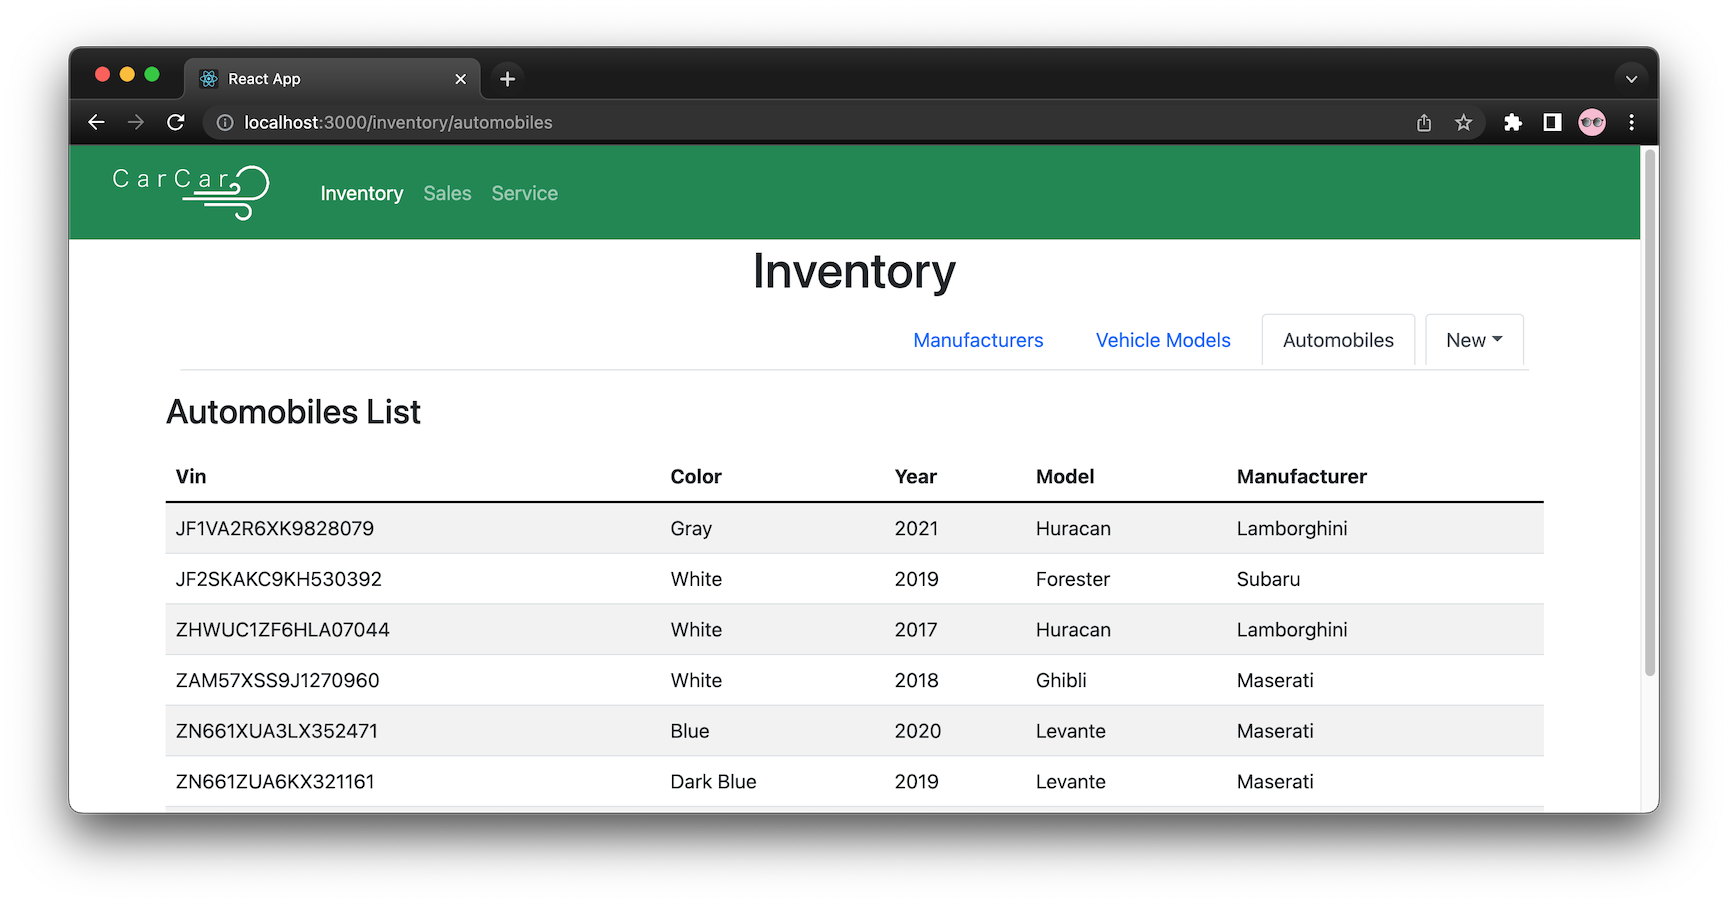 React App
localhost:3000/inventory/automobiles
CarCar
Inventory Sales Service
Inventory
Manufacturers Vehicle Models Automobiles New
Automobiles List
Vin Color Year Model Manufacturer
JF1VA2R6XK9828079 Gray 2021 Huracan Lamborghini
JF2SKAKC9KH530392 White 2019 Forester Subaru
ZHWUC1ZF6HLA07044 White 2017 Huracan Lamborghini
ZAM57XSS9J1270960 White 2018 Ghibli Maserati
ZN661XUA3LX352471 Blue 2020 Levante Maserati
ZN661ZUA6KX321161 Dark Blue 2019 Levante Maserati